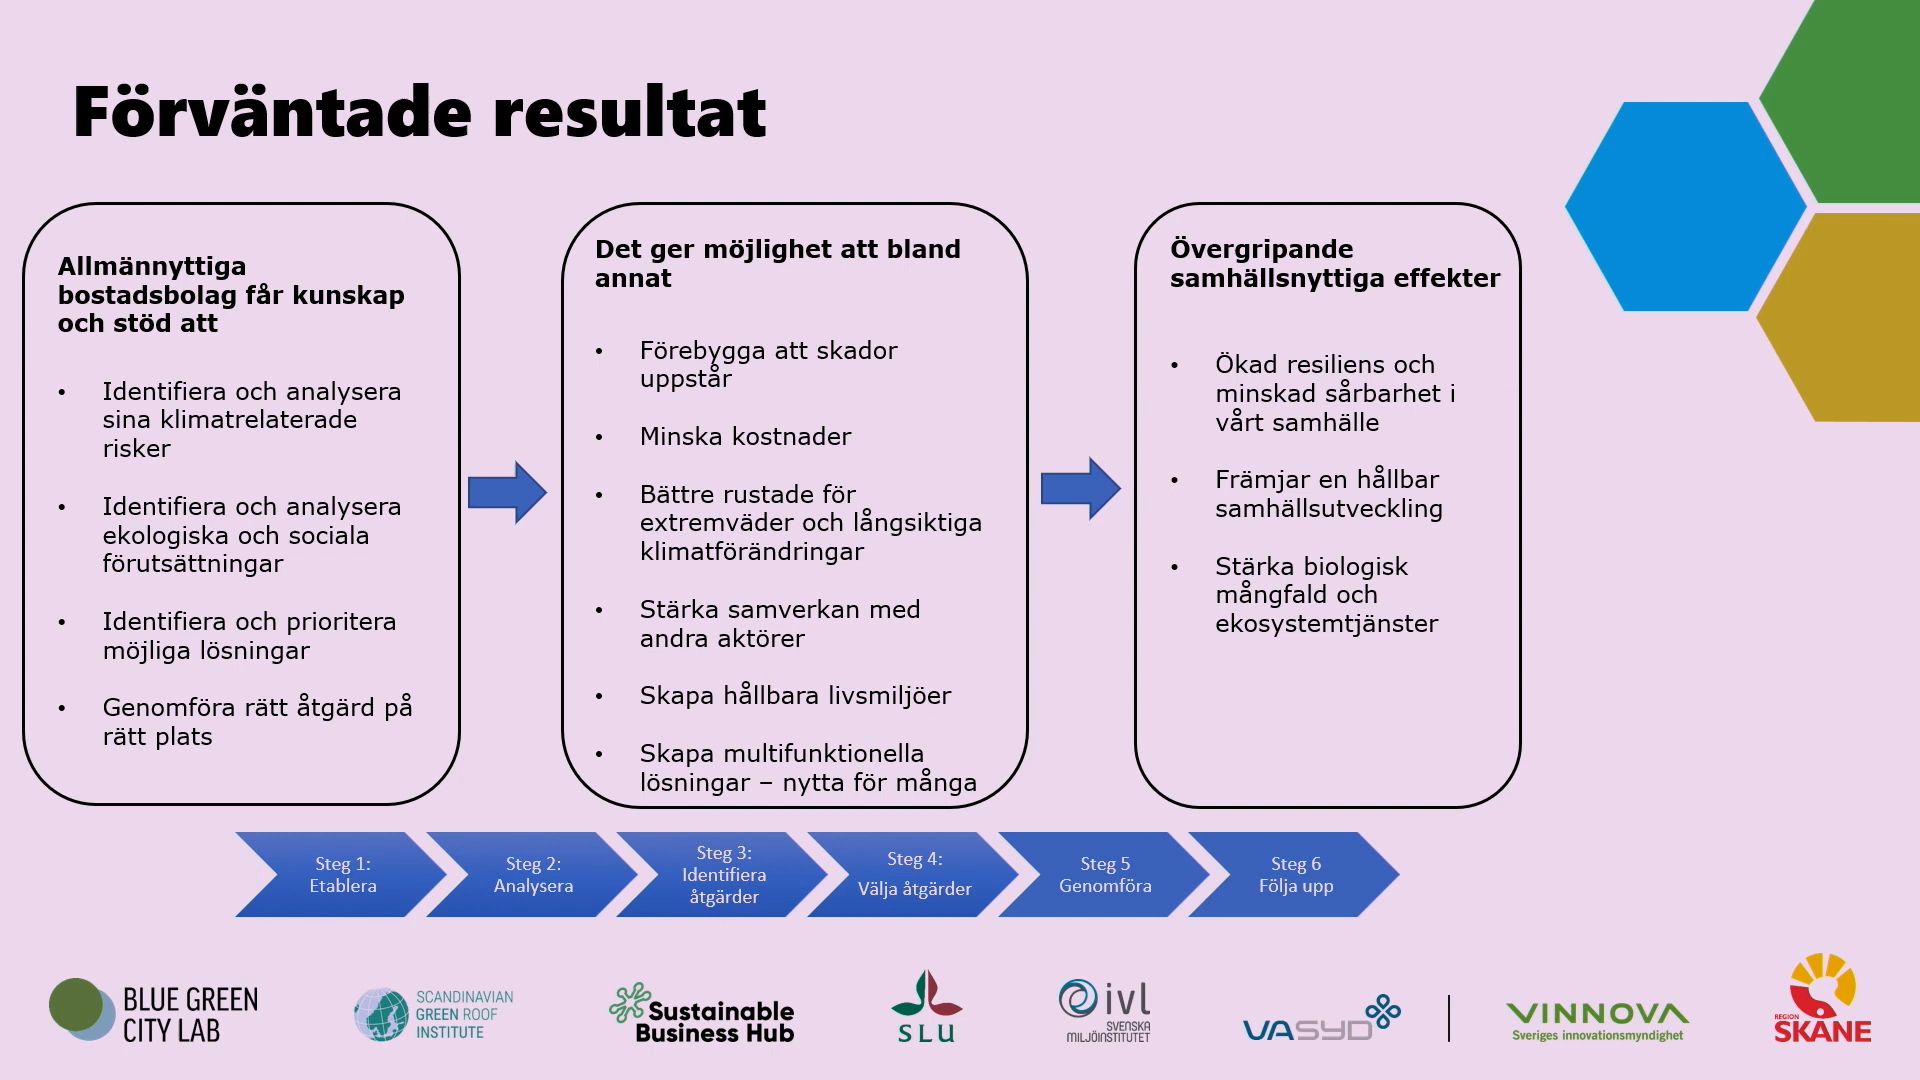 Förväntade resultat
Allmännyttiga
bostadsbolag får kunskap
och stöd att
• Identifiera och analysera
sina klimatrelaterade
risker
• Identifiera och analysera
ekologiska och sociala
förutsättningar
• Identifiera och prioritera
möjliga lösningar
• Genomföra rätt åtgärd på
rätt plats
Det ger möjlighet att bland
annat
• Förebygga att skador
uppstår
• Minska kostnader
• Bättre rustade för
extremväder och långsiktiga
klimatförändringar
• Stärka samverkan med
andra aktörer
• Skapa hållbara livsmiljöer
• Skapa multifunktionella
lösningar – nytta för många
Övergripande
samhällsnyttiga effekter
• Ökad resiliens och
minskad sårbarhet i
vårt samhälle
• Främjar en hållbar
samhällsutveckling
• Stärka biologisk
mångfald och
ekosystemtjänster
Steg 1:
Etablera
Steg 2:
Analysera
Steg 3:
Identifiera
åtgärder
Steg 4:
Välja åtgärder
Steg 5
Genomföra
Steg 6
Följa upp
BLUE GREEN
CITY LAB
SCANDINAVIAN
GREEN ROOF
INSTITUTE
Sustainable
Business Hub
SLU
ivl
SVENSKA
MILJÖINSTITUTET
VA SYD
VINNOVA
Sveriges innovationsmyndighet
REGION
SKÅNE